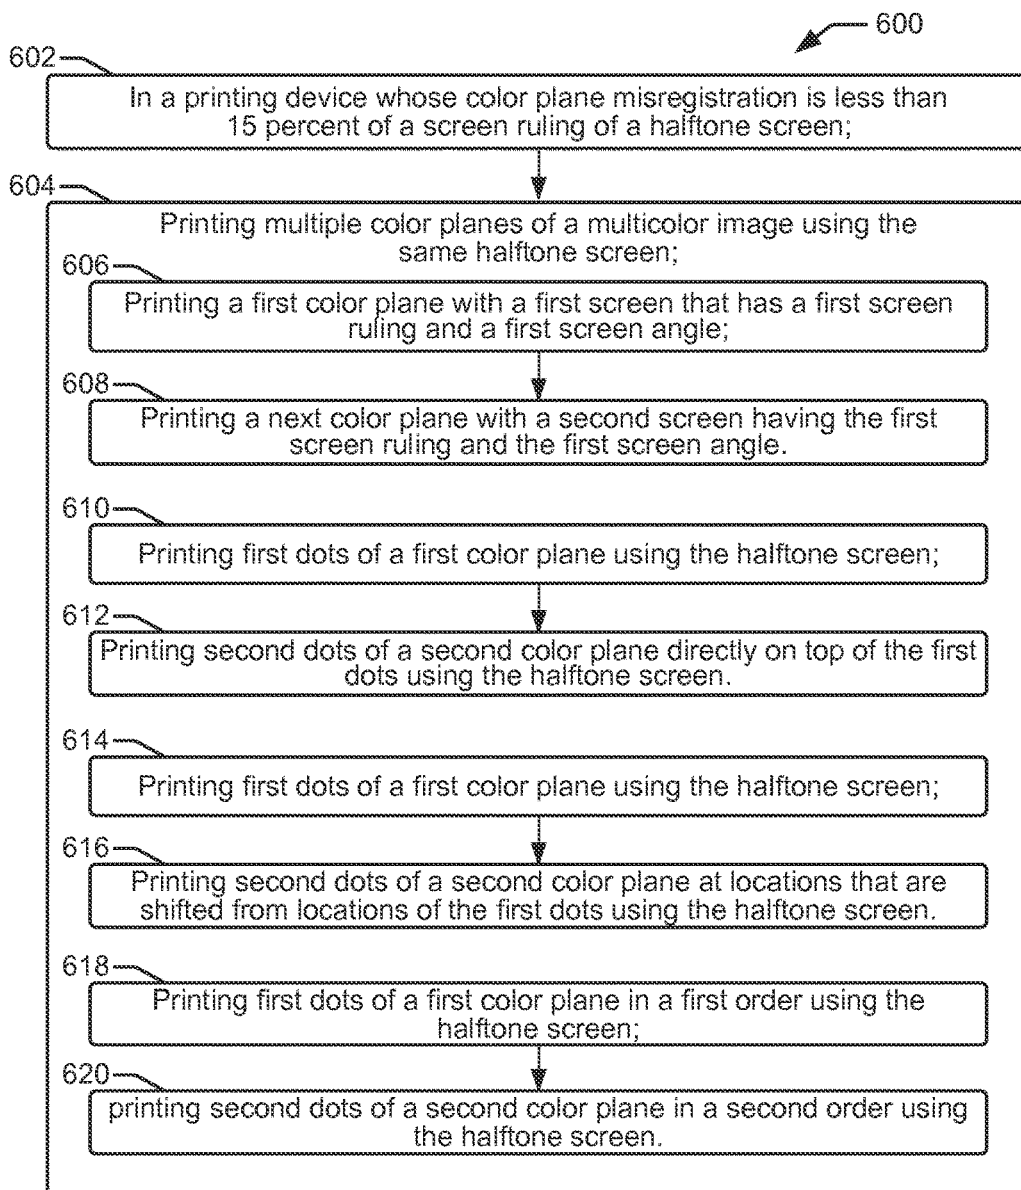 600
602
In a printing device whose color plane misregistration is less than
15 percent of a screen ruling of a halftone screen;
604
Printing multiple color planes of a multicolor image using the
same halftone screen;
606
Printing a first color plane with a first screen that has a first screen
ruling and a first screen angle;
608
Printing a next color plane with a second screen having the first
screen ruling and the first screen angle.
610
Printing first dots of a first color plane using the halftone screen;
612
Printing second dots of a second color plane directly on top of the first
dots using the halftone screen.
614
Printing first dots of a first color plane using the halftone screen;
616
Printing second dots of a second color plane at locations that are
shifted from locations of the first dots using the halftone screen.
618
Printing first dots of a first color plane in a first order using the
halftone screen;
620
printing second dots of a second color plane in a second order using
the halftone screen.